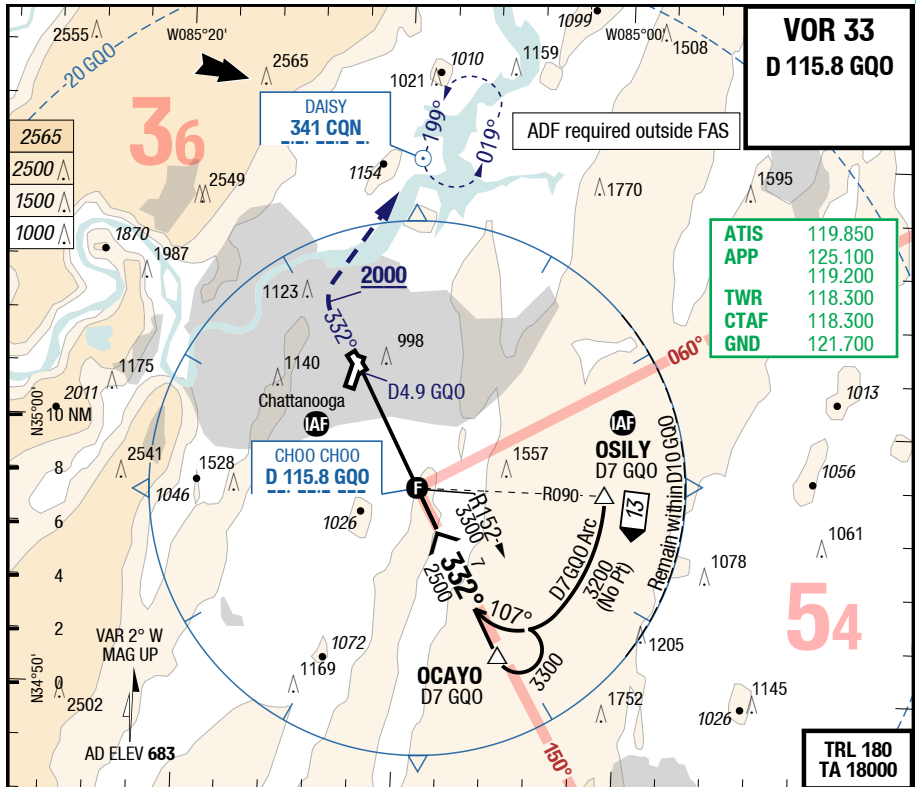 VOR 33
D 115.8 GQO
2555
W085°20'
1099
W085°00'
1508
20 GQO
2565
1010
1021
1159
36
DAISY
341 CQN
199°
019°
ADF required outside FAS
2565
2500
1500
1000
2549
1154
1770
1595
1870
1987
ATIS 119.850
APP 125.100
119.200
TWR 118.300
CTAF 118.300
GND 121.700
1123
2000
332°
998
1175
1140
D4.9 GQO
060°
2011
Chattanooga
N35°00'
10 NM
IAF
IAF
1013
OSILY
D7 GQO
CHOO CHOO
D 115.8 GQO
2541
1528
1046
8
1557
1056
F
R090
13
Remain within D10 GQO
1026
6
R152
3300
7
D7 GQO Arc
3200
(No Pt)
1061
332°
2500
4
1078
107°
54
2
VAR 2° W
MAG UP
1072
1205
1169
OCAYO
D7 GQO
3300
N34°50'
0
2502
1752
1145
1026
AD ELEV 683
150°
TRL 180
TA 18000